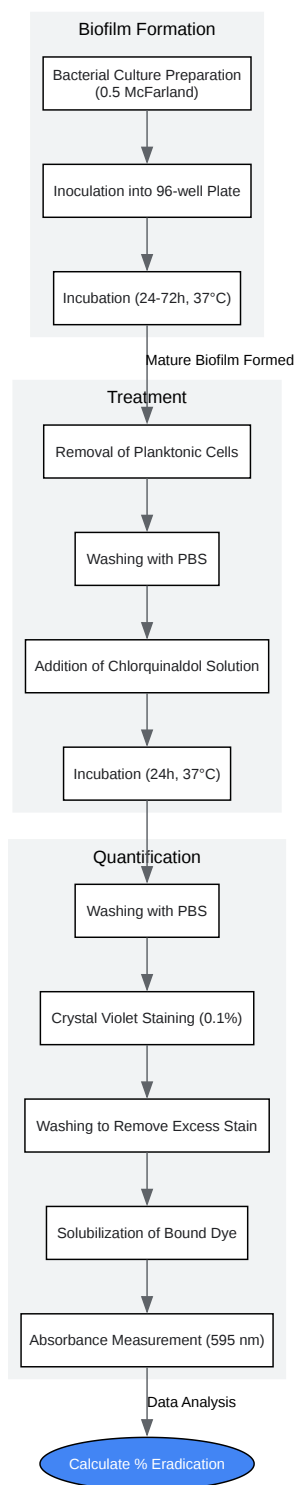 Biofilm Formation
Bacterial Culture Preparation
(0.5 McFarland)
Inoculation into 96-well Plate
Incubation (24-72h, 37°C)
Mature Biofilm Formed
Treatment
Removal of Planktonic Cells
Washing with PBS
Addition of Chlorquinaldol Solution
Incubation (24h, 37°C)
Quantification
Washing with PBS
Crystal Violet Staining (0.1%)
Washing to Remove Excess Stain
Solubilization of Bound Dye
Absorbance Measurement (595 nm)
Data Analysis
Calculate % Eradication